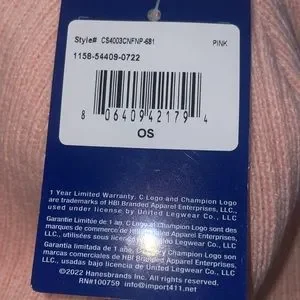 Style# CS4003CNFNP-681 PINK
1158-54409-0722
8 06409 42179 4
OS
1 Year Limited Warranty. C Logo and Champion Logo
are trademarks of HBI Branded Apparel Enterprises, LLC.,
used under license by United Legwear Co., LLC.
Garantie Limitée de 1 an. C Logo et Champion Logo sont des
marques de commerce de HBI Branded Apparel Enterprises,
LLC., utilisées sous licence United Legwear Co., LLC.
Garantía limitada de 1 año. C Logo y Champion Logo son
marcas comerciales de HBI Branded Apparel Enterprises,
LLC., usadas bajo licencia de United Legwear Co., LLC.
©2022 Hanesbrands Inc. All rights reserved.
RN#100759 info@import411.net